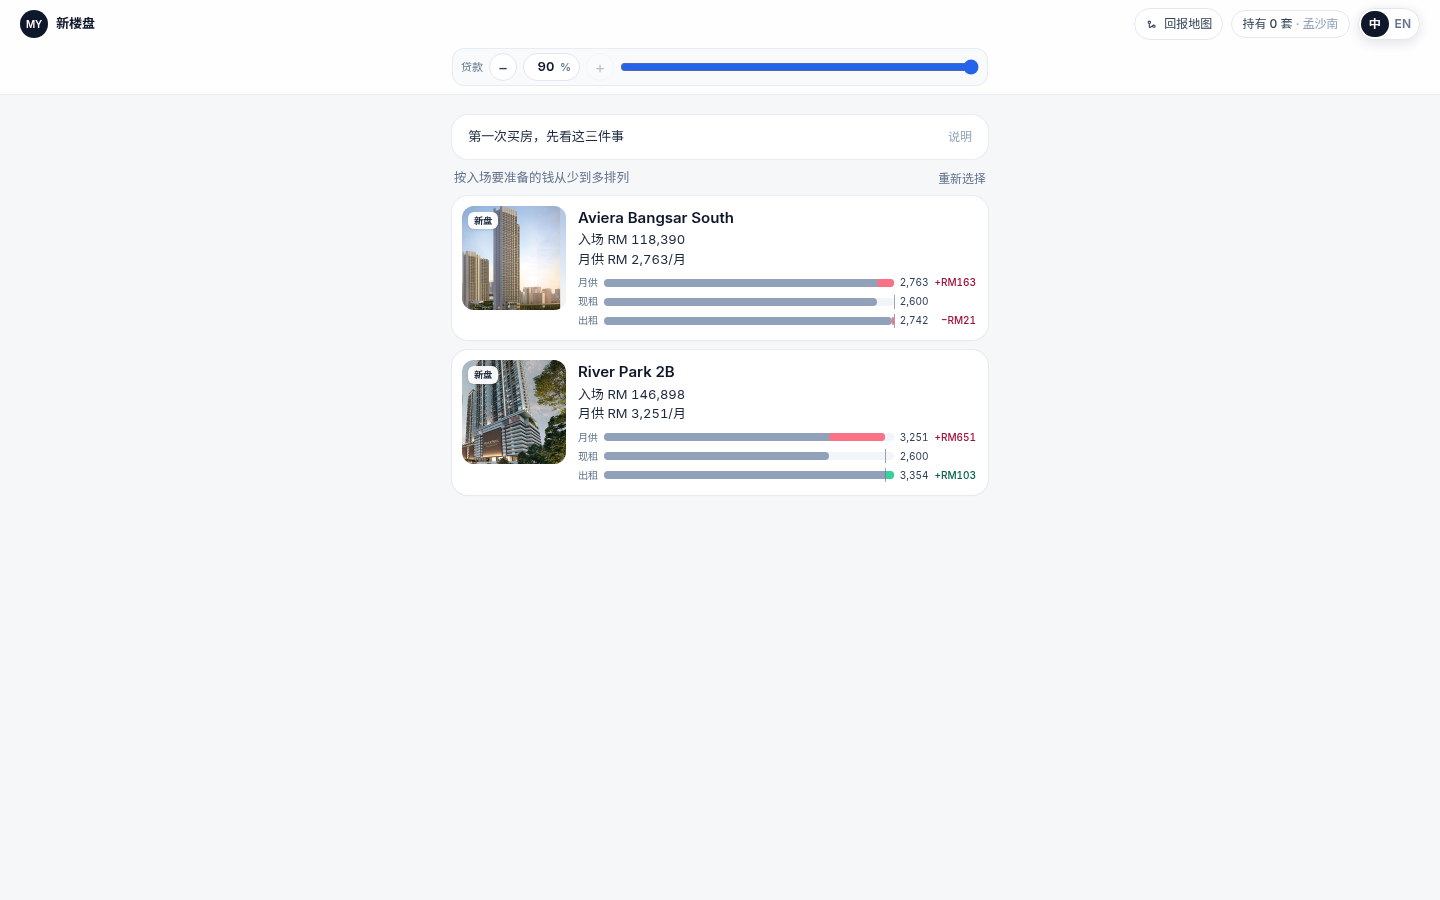 MY 新楼盘
回报地图
持有 0 套 · 孟沙南
中 EN
贷款 − 90 % +
第一次买房，先看这三件事 说明
按入场要准备的钱从少到多排列 重新选择
新盘
Aviera Bangsar South
入场 RM 118,390
月供 RM 2,763/月
月供 2,763 +RM163
现租 2,600
出租 2,742 −RM21
新盘
River Park 2B
入场 RM 146,898
月供 RM 3,251/月
月供 3,251 +RM651
现租 2,600
出租 3,354 +RM103